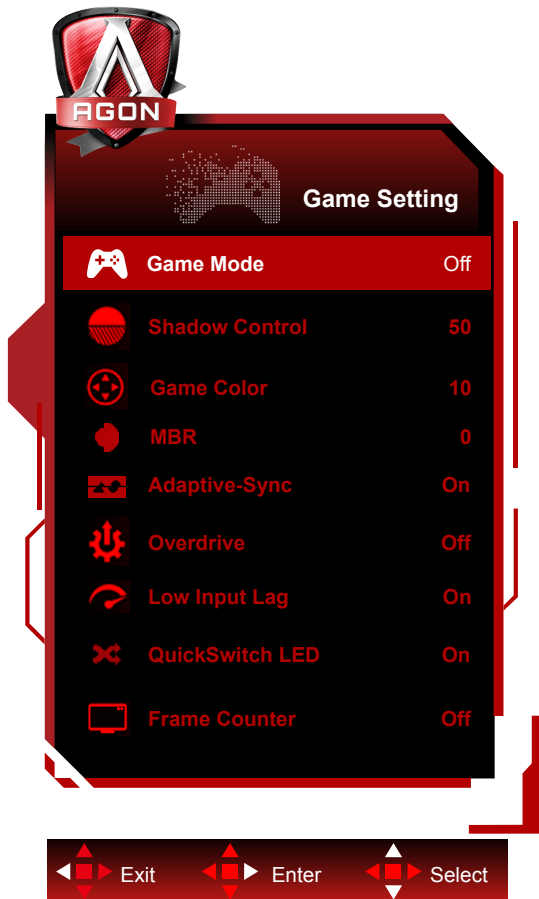 AGON
Game Setting
Game Mode Off
Shadow Control 50
Game Color 10
MBR 0
Adaptive-Sync On
Overdrive Off
Low Input Lag On
QuickSwitch LED On
Frame Counter Off
Exit Enter Select